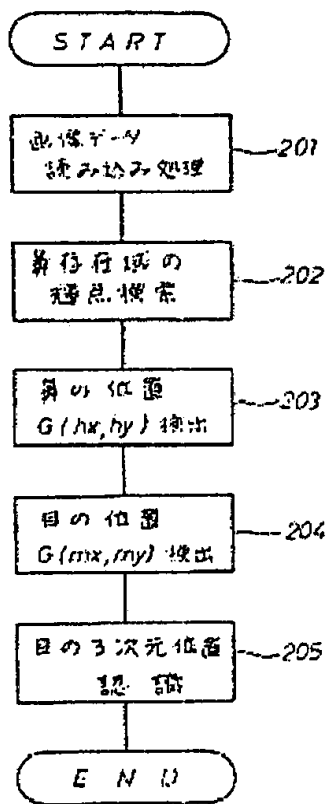 START
画像データ
読み込み処理
201
鼻存在域の
輝点検索
202
鼻の位置
G(hx,hy)検出
203
目の位置
G(mx,my)検出
204
目の3次元位置
認識
205
END